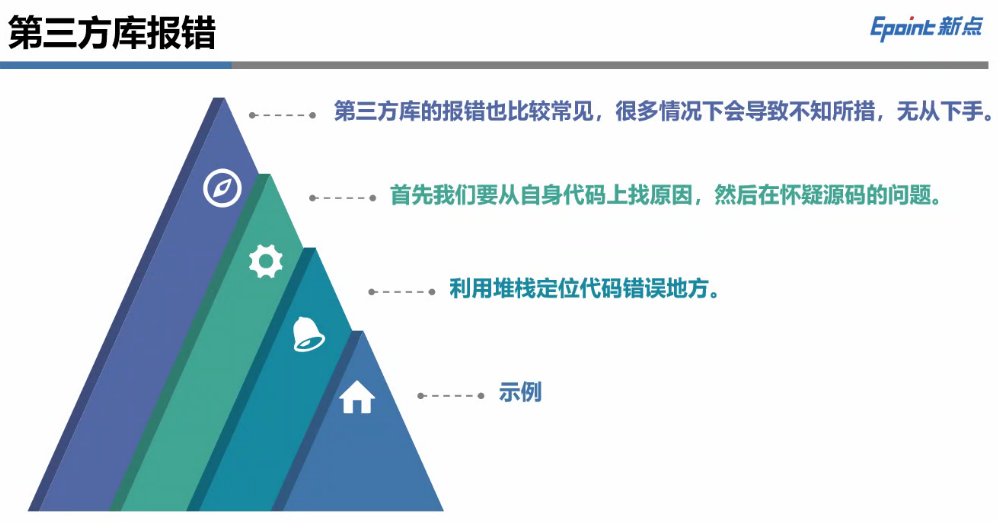 第三方库报错
Epoint 新点
第三方库的报错也比较常见，很多情况下会导致不知所措，无从下手。
首先我们要从自身代码上找原因，然后在怀疑源码的问题。
利用堆栈定位代码错误地方。
示例